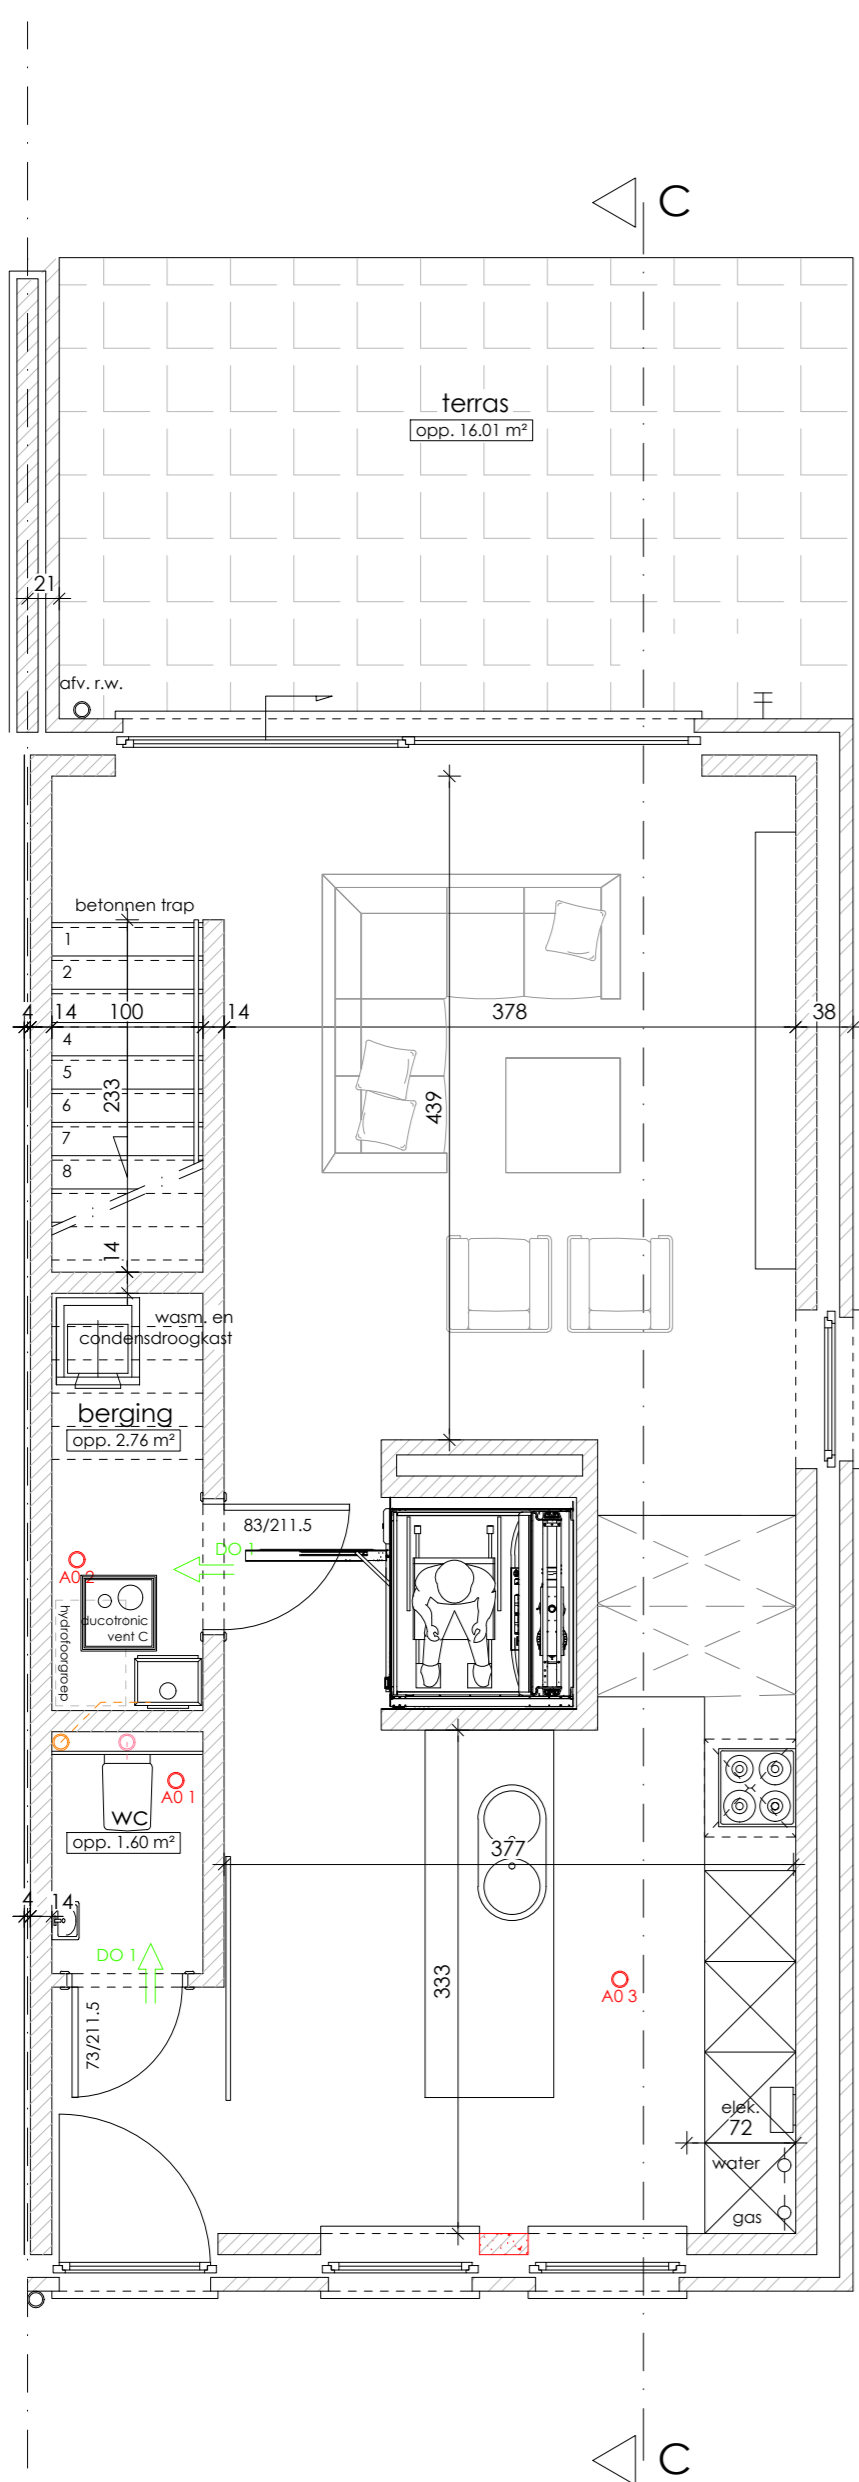 C
terras
opp. 16.01 m²
21
afv. r.w.
betonnen trap
1
2
4 14 100 14 378 38
4
5
233
439
6
7
8
14
wasm. en
condensdroogkast
berging
opp. 2.76 m²
83/211.5
DO 1
A0 2
hydrofoorgroep
ducotronic
vent C
A0 1
WC
opp. 1.60 m²
377
4 14
DO 1
333
A0 3
73/211.5
elek.
72
water
gas
C